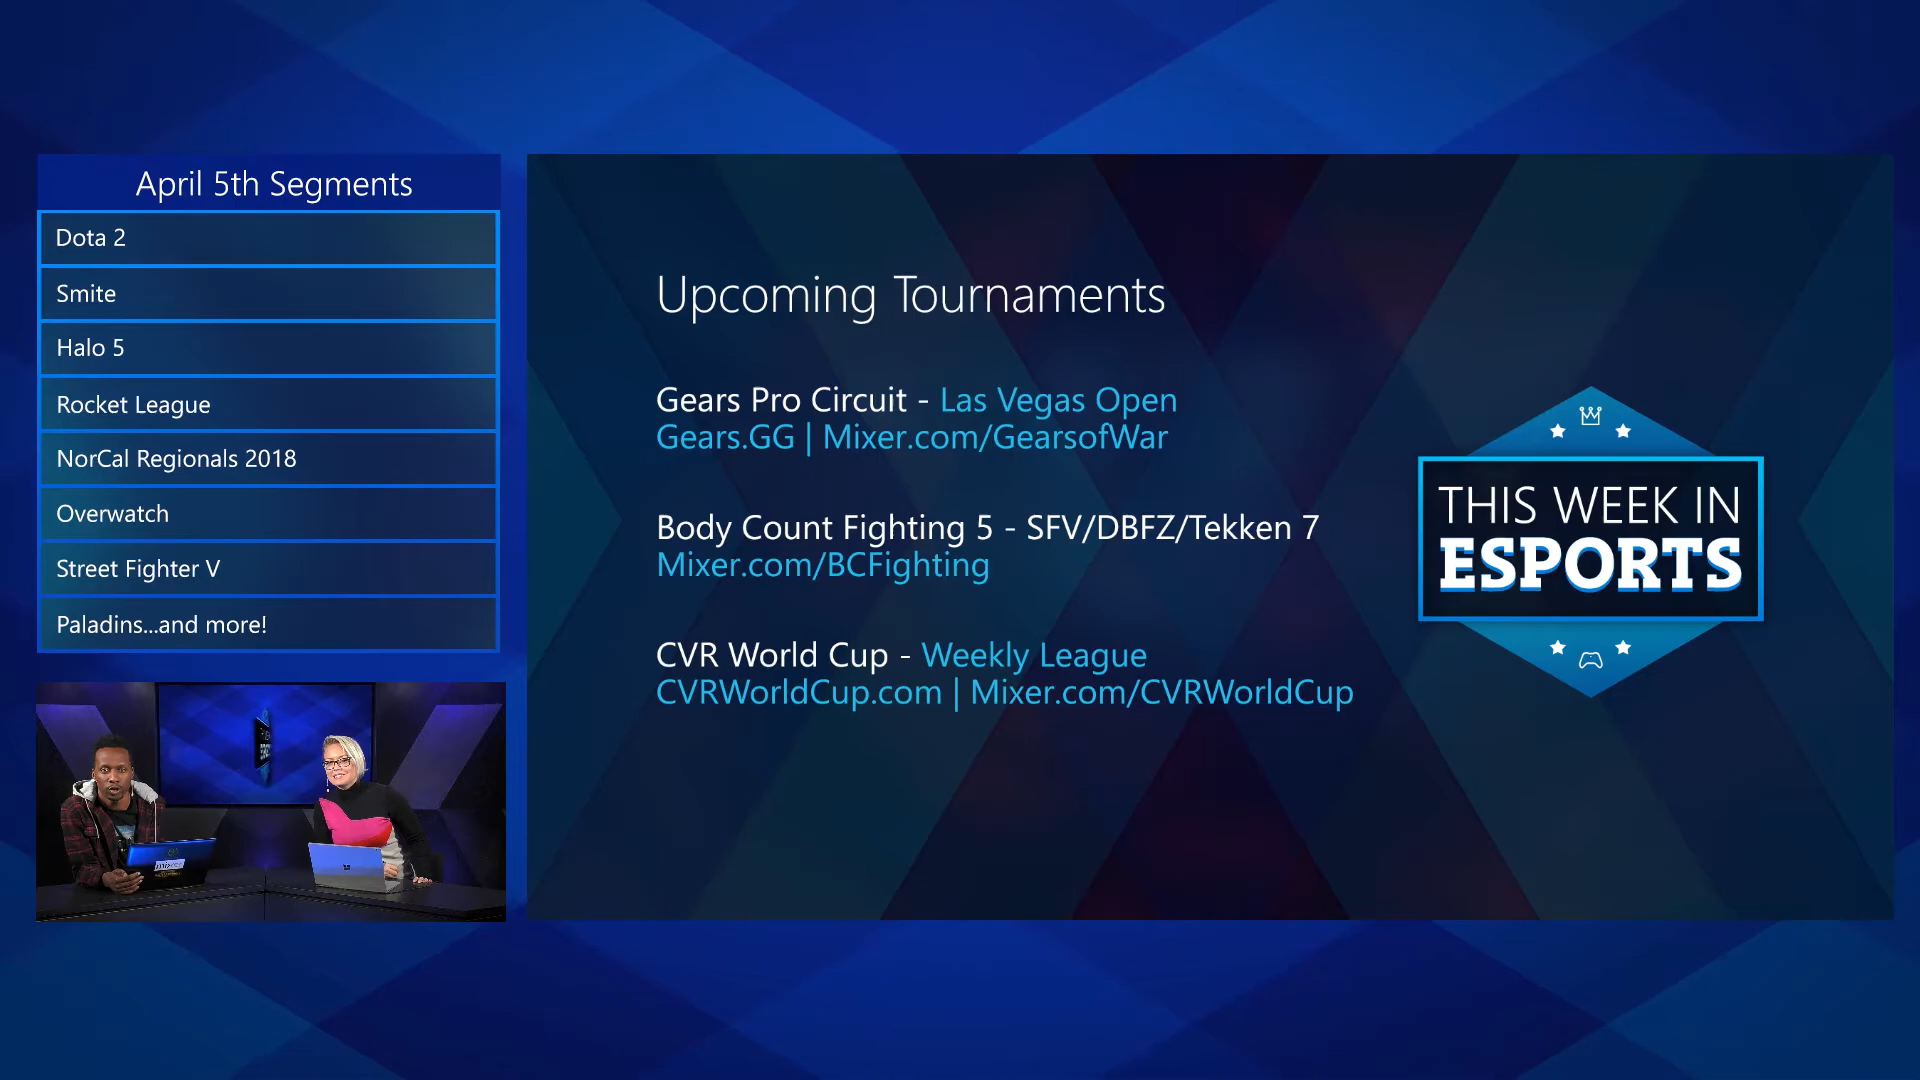 April 5th Segments
Dota 2
Smite
Halo 5
Rocket League
NorCal Regionals 2018
Overwatch
Street Fighter V
Paladins...and more!
Upcoming Tournaments
Gears Pro Circuit - Las Vegas Open
Gears.GG | Mixer.com/GearsofWar
Body Count Fighting 5 - SFV/DBFZ/Tekken 7
Mixer.com/BCFighting
CVR World Cup - Weekly League
CVRWorldCup.com | Mixer.com/CVRWorldCup
THIS WEEK IN
ESPORTS